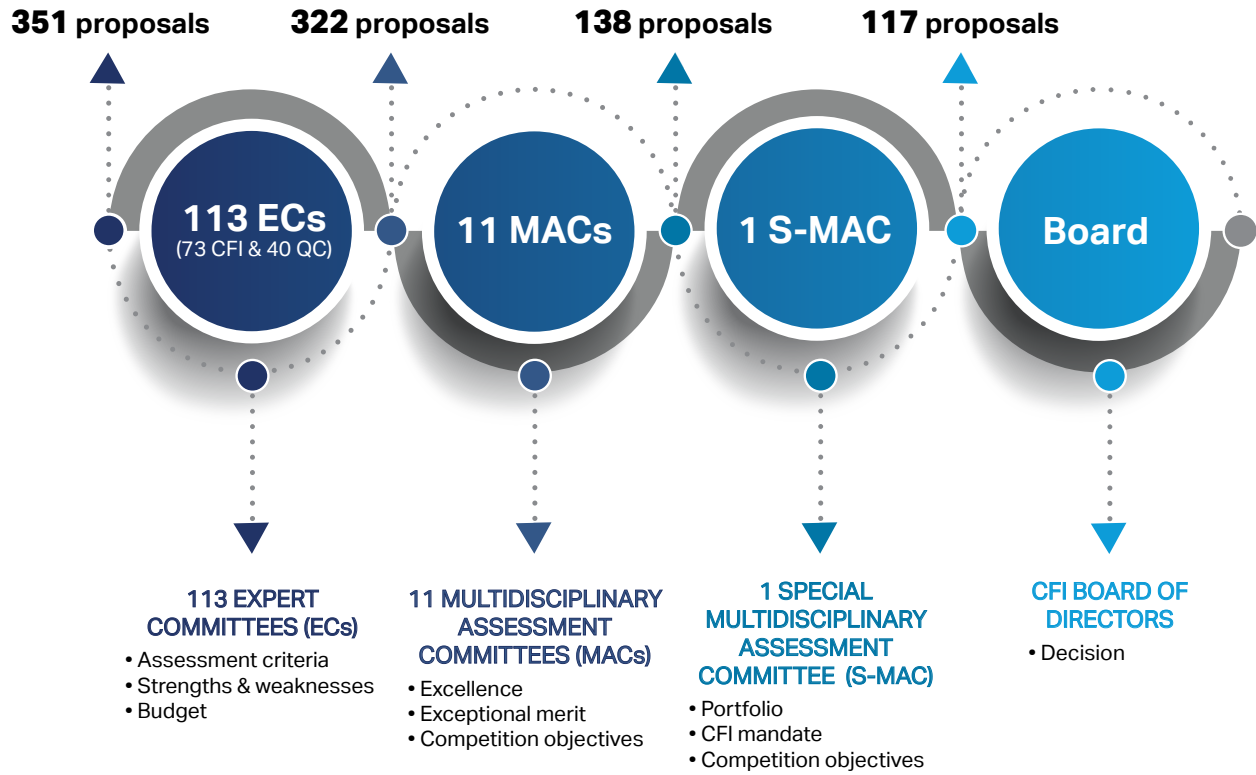 351 proposals
322 proposals
138 proposals
117 proposals
113 ECs
(73 CFI & 40 QC)
11 MACs
1 S-MAC
Board
113 EXPERT
COMMITTEES (ECs)
• Assessment criteria
• Strengths & weaknesses
• Budget
11 MULTIDISCIPLINARY
ASSESSMENT
COMMITTEES (MACs)
• Excellence
• Exceptional merit
• Competition objectives
1 SPECIAL
MULTIDISCIPLINARY
ASSESSMENT
COMMITTEE (S-MAC)
• Portfolio
• CFI mandate
• Competition objectives
CFI BOARD OF
DIRECTORS
• Decision